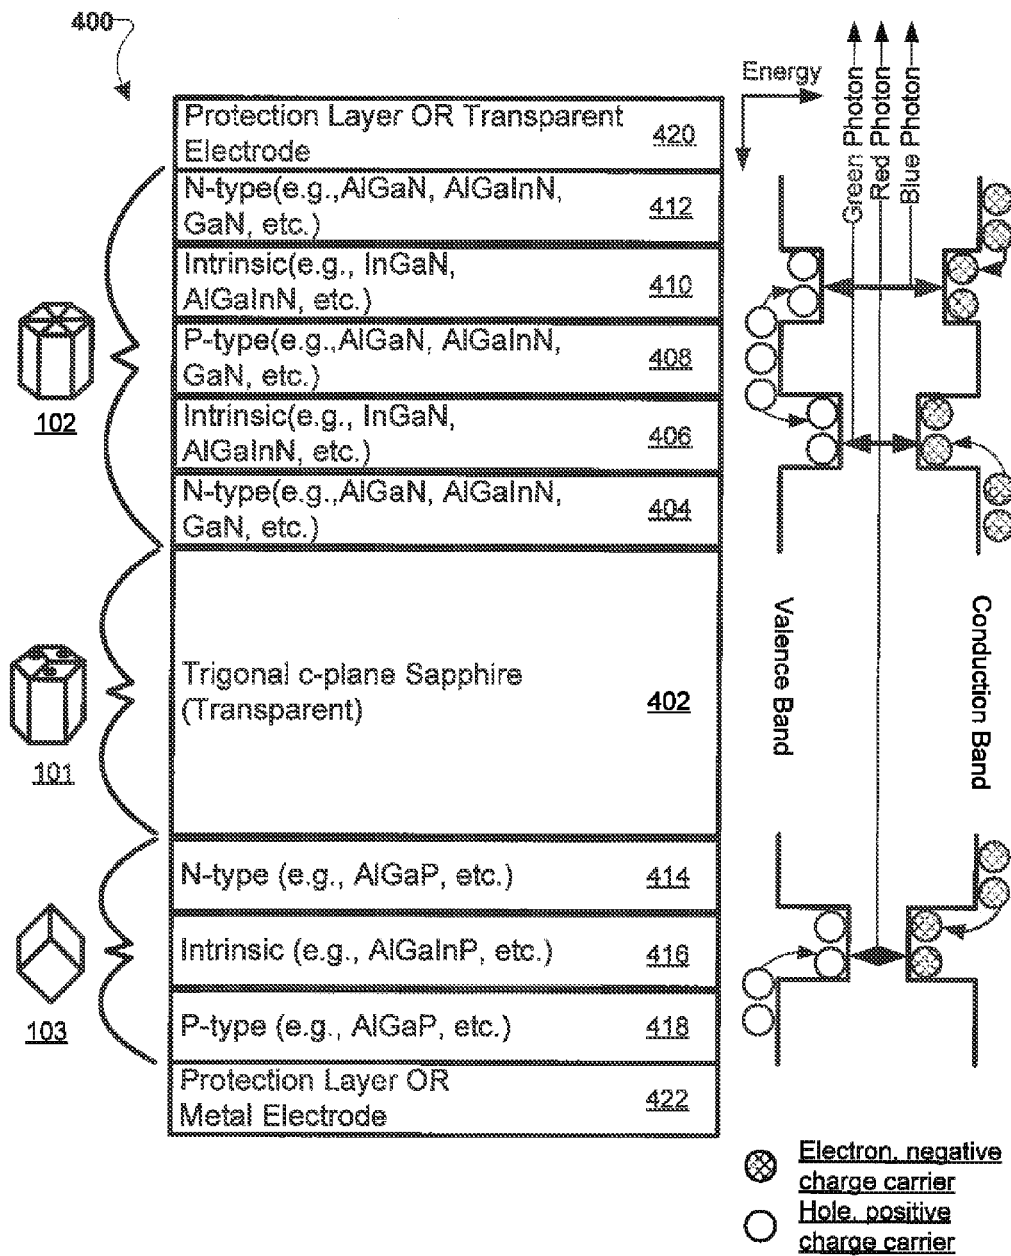 400
Energy
Green Photon
Red Photon
Blue Photon
Protection Layer OR Transparent
Electrode
420
N-type(e.g.,AlGaN, AlGaInN,
GaN, etc.)
412
Intrinsic(e.g., InGaN,
AlGaInN, etc.)
410
P-type(e.g.,AlGaN, AlGaInN,
GaN, etc.)
408
Intrinsic(e.g., InGaN,
AlGaInN, etc.)
406
N-type(e.g.,AlGaN, AlGaInN,
GaN, etc.)
404
102
Trigonal c-plane Sapphire
(Transparent)
402
101
Valence Band
Conduction Band
N-type (e.g., AlGaP, etc.)
414
Intrinsic (e.g., AlGaInP, etc.)
416
P-type (e.g., AlGaP, etc.)
418
103
Protection Layer OR
Metal Electrode
422
Electron, negative
charge carrier
Hole, positive
charge carrier